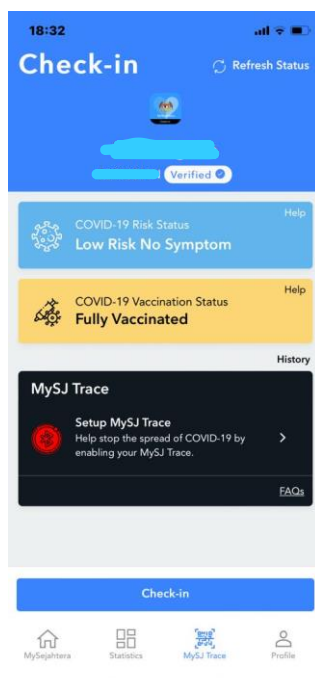 18:32
Check-in
Refresh Status
Verified
Help
COVID-19 Risk Status
Low Risk No Symptom
Help
COVID-19 Vaccination Status
Fully Vaccinated
History
MySJ Trace
Setup MySJ Trace
Help stop the spread of COVID-19 by
enabling your MySJ Trace.
FAQs
Check-in
MySejahtera
Statistics
MySJ Trace
Profile